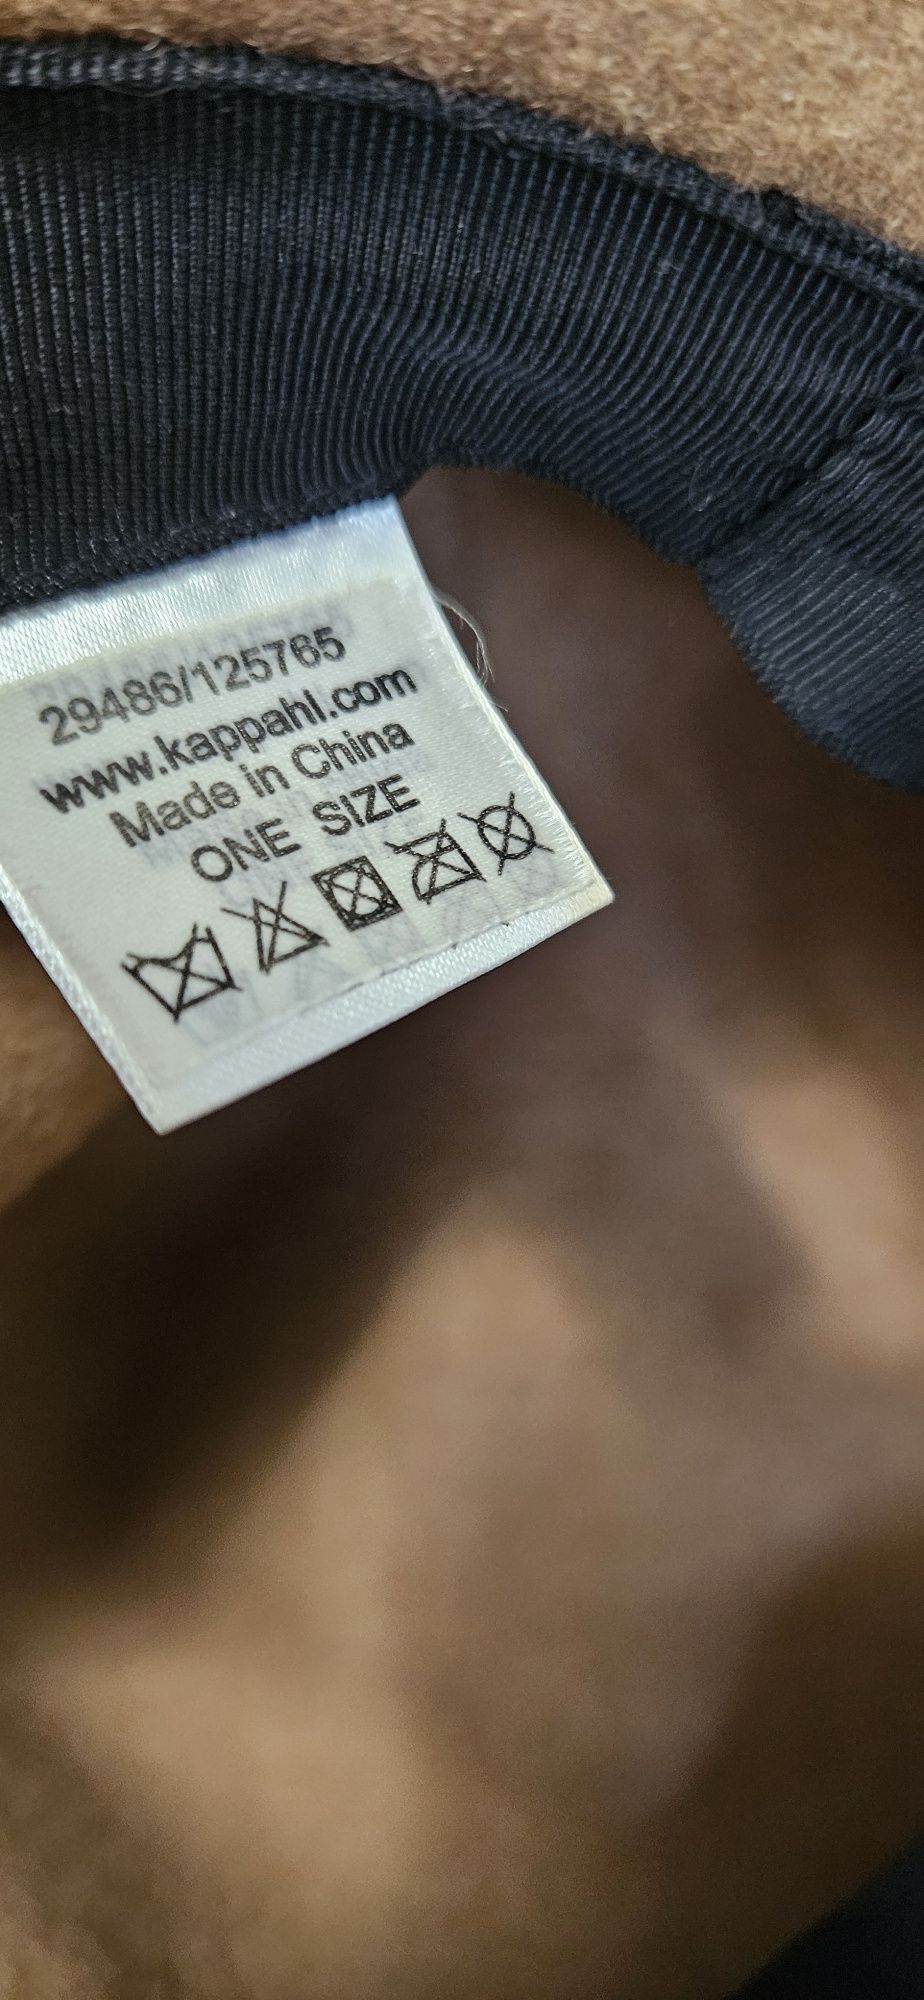 29486/125765
www.kappahl.com
Made in China
ONE SIZE